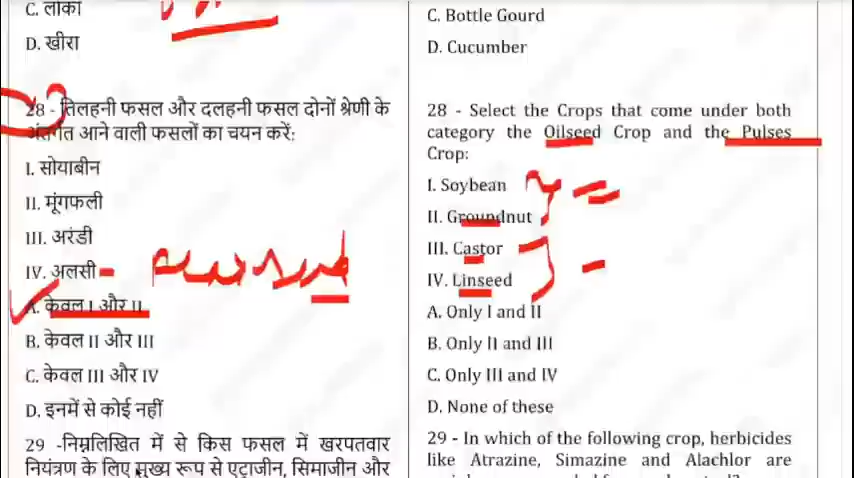 C. लौकी
D. खीरा
28 - तिलहनी फसल और दलहनी फसल दोनों श्रेणी के
अंतर्गत आने वाली फसलों का चयन करें:
I. सोयाबीन
II. मूंगफली
III. अरंडी
IV. अलसी
A. केवल I और II
B. केवल II और III
C. केवल III और IV
D. इनमें से कोई नहीं
29 -निम्नलिखित में से किस फसल में खरपतवार
नियंत्रण के लिए मुख्य रूप से एट्राजीन, सिमाजीन और
C. Bottle Gourd
D. Cucumber
28 - Select the Crops that come under both
category the Oilseed Crop and the Pulses
Crop:
I. Soybean
II. Groundnut
III. Castor
IV. Linseed
A. Only I and II
B. Only II and III
C. Only III and IV
D. None of these
29 - In which of the following crop, herbicides
like Atrazine, Simazine and Alachlor are